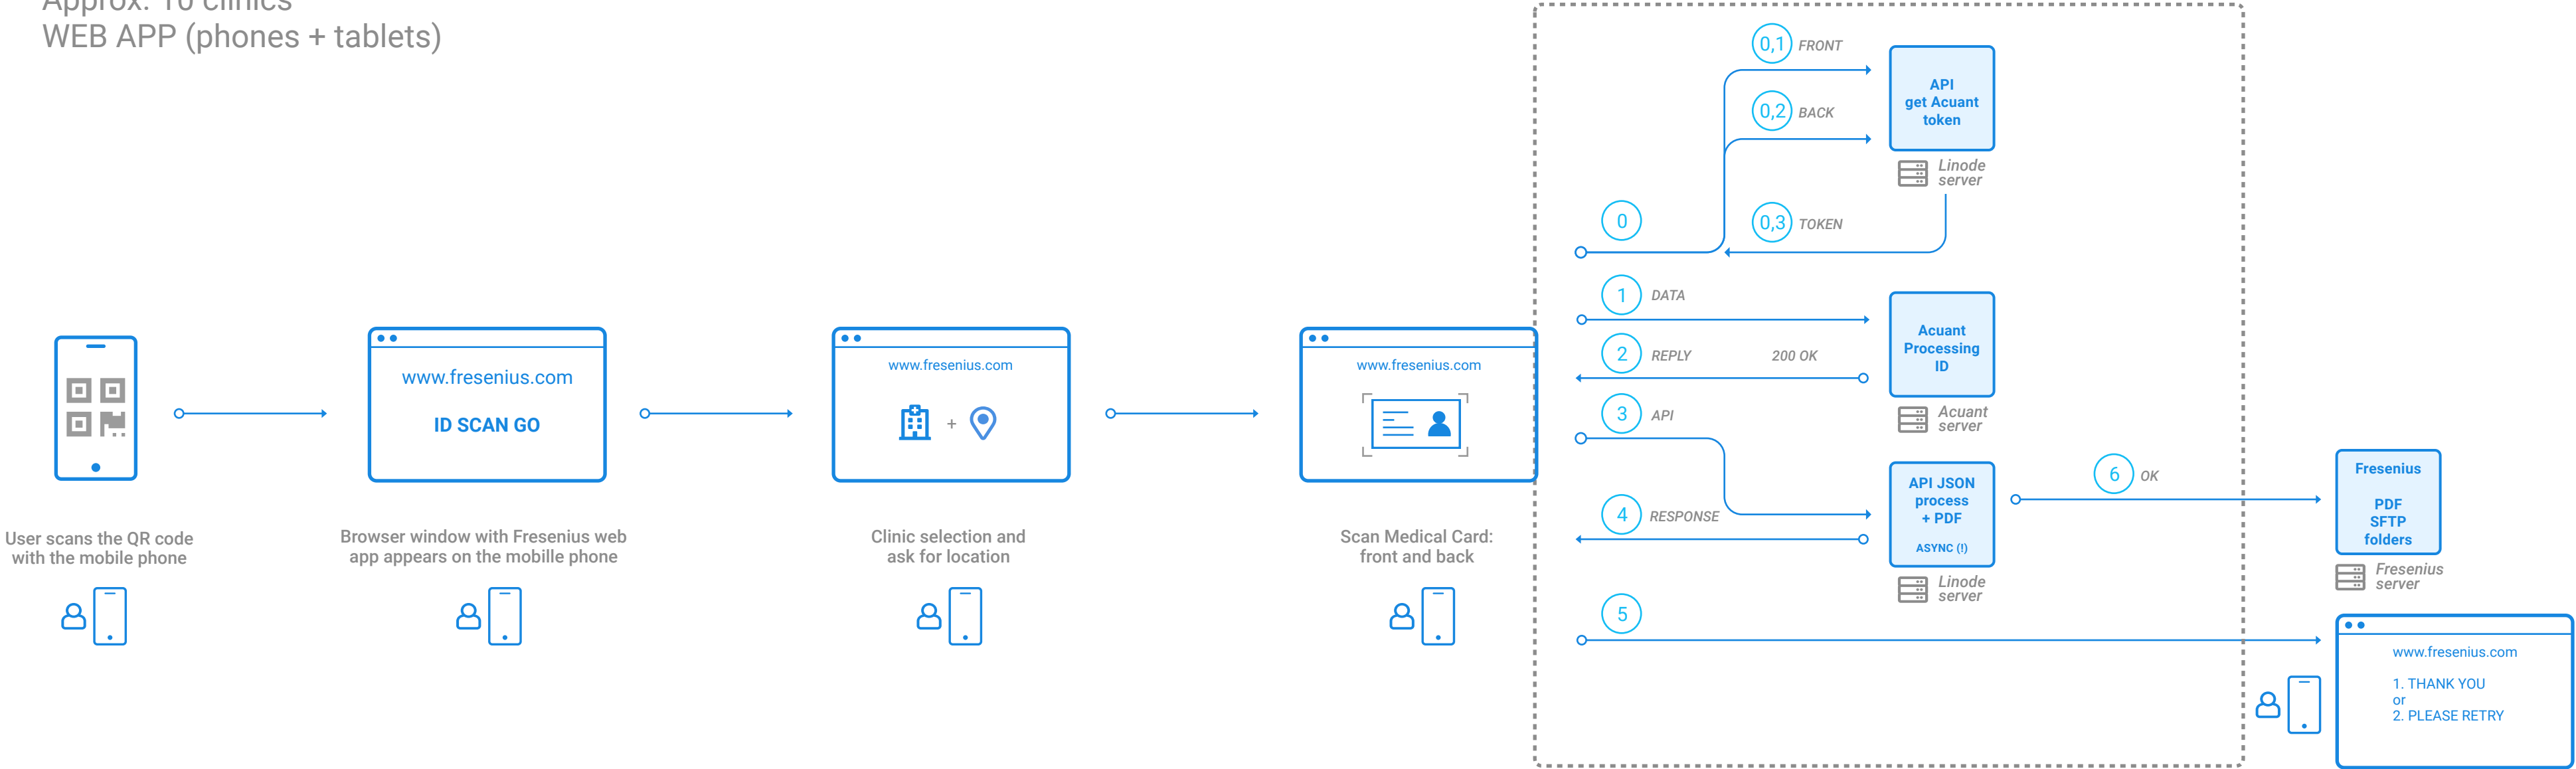 Approx. 10 clinics
WEB APP (phones + tablets)
User scans the QR code
with the mobile phone
www.fresenius.com
ID SCAN GO
Browser window with Fresenius web
app appears on the mobille phone
www.fresenius.com
+
Clinic selection and
ask for location
www.fresenius.com
Scan Medical Card:
front and back
0,1 FRONT
0,2 BACK
0
0,3 TOKEN
API
get Acuant
token
Linode
server
1 DATA
2 REPLY 200 OK
Acuant
Processing
ID
Acuant
server
3 API
4 RESPONSE
API JSON
process
+ PDF
ASYNC (!)
Linode
server
5
6 OK
Fresenius
PDF
SFTP
folders
Fresenius
server
www.fresenius.com
1. THANK YOU
or
2. PLEASE RETRY